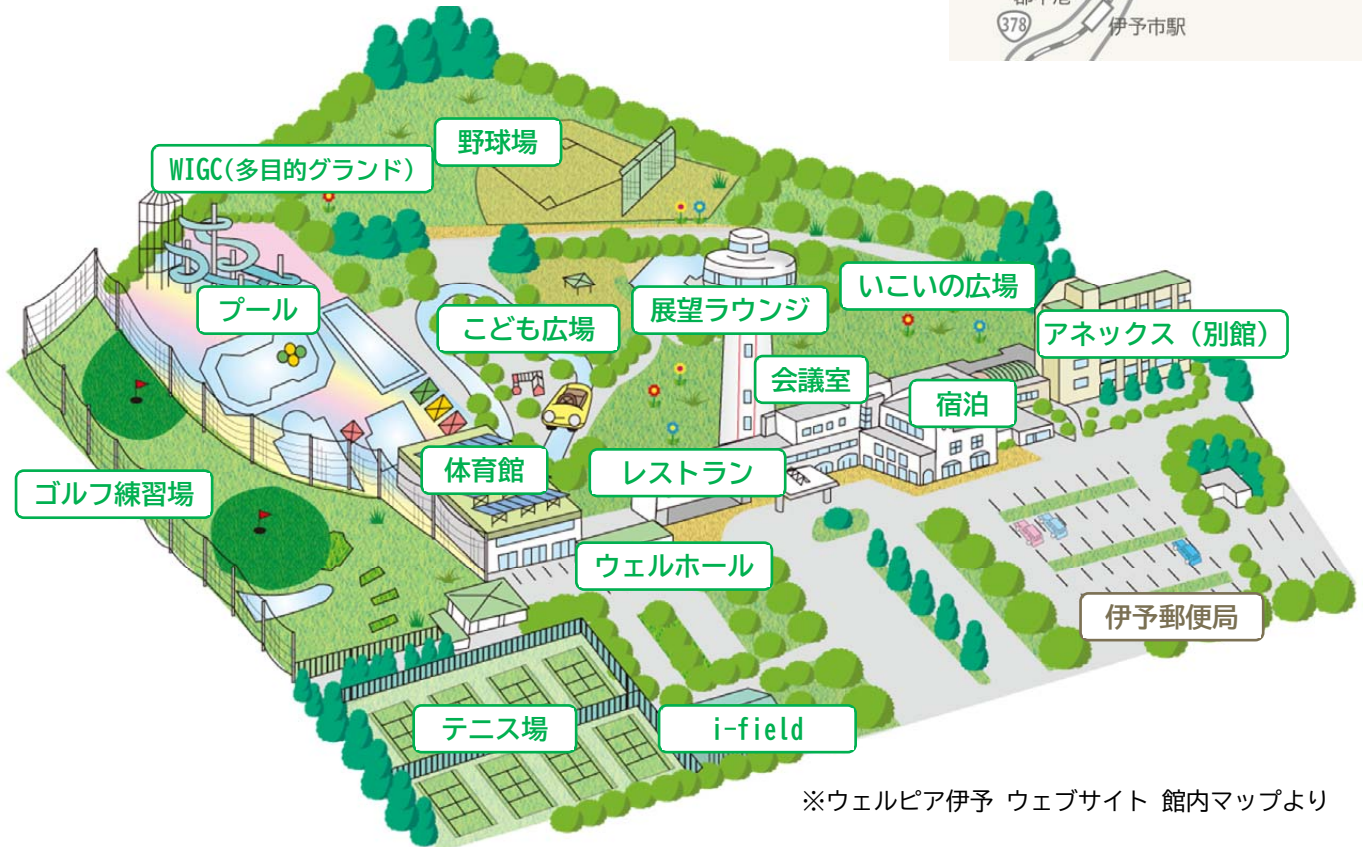 378
伊予市駅
野球場
WIGC(多目的グランド)
いこいの広場
プール
こども広場
展望ラウンジ
アネックス（別館）
会議室
宿泊
体育館
レストラン
ゴルフ練習場
ウェルホール
伊予郵便局
テニス場
i-field
※ウェルピア伊予 ウェブサイト 館内マップより